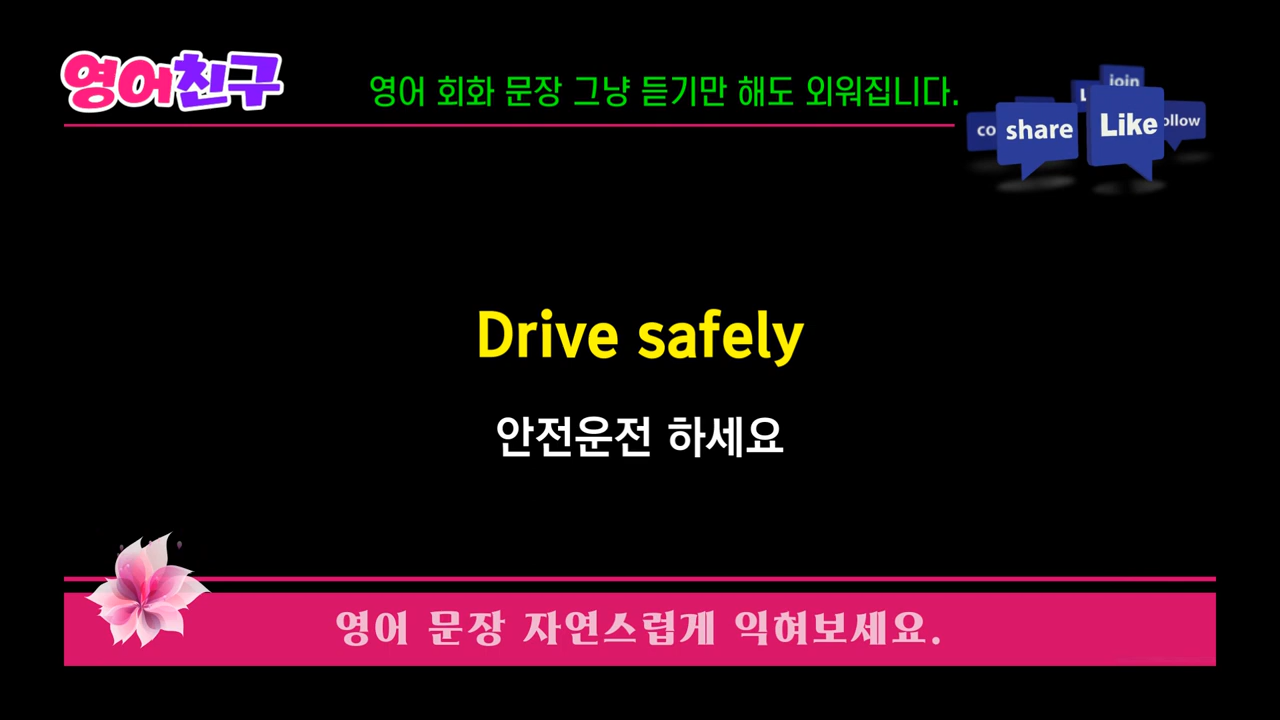 영어친구
영어 회화 문장 그냥 듣기만 해도 외워집니다.
join
share
Like
ollow
co
L
Drive safely
안전운전 하세요
영어 문장 자연스럽게 익혀보세요.